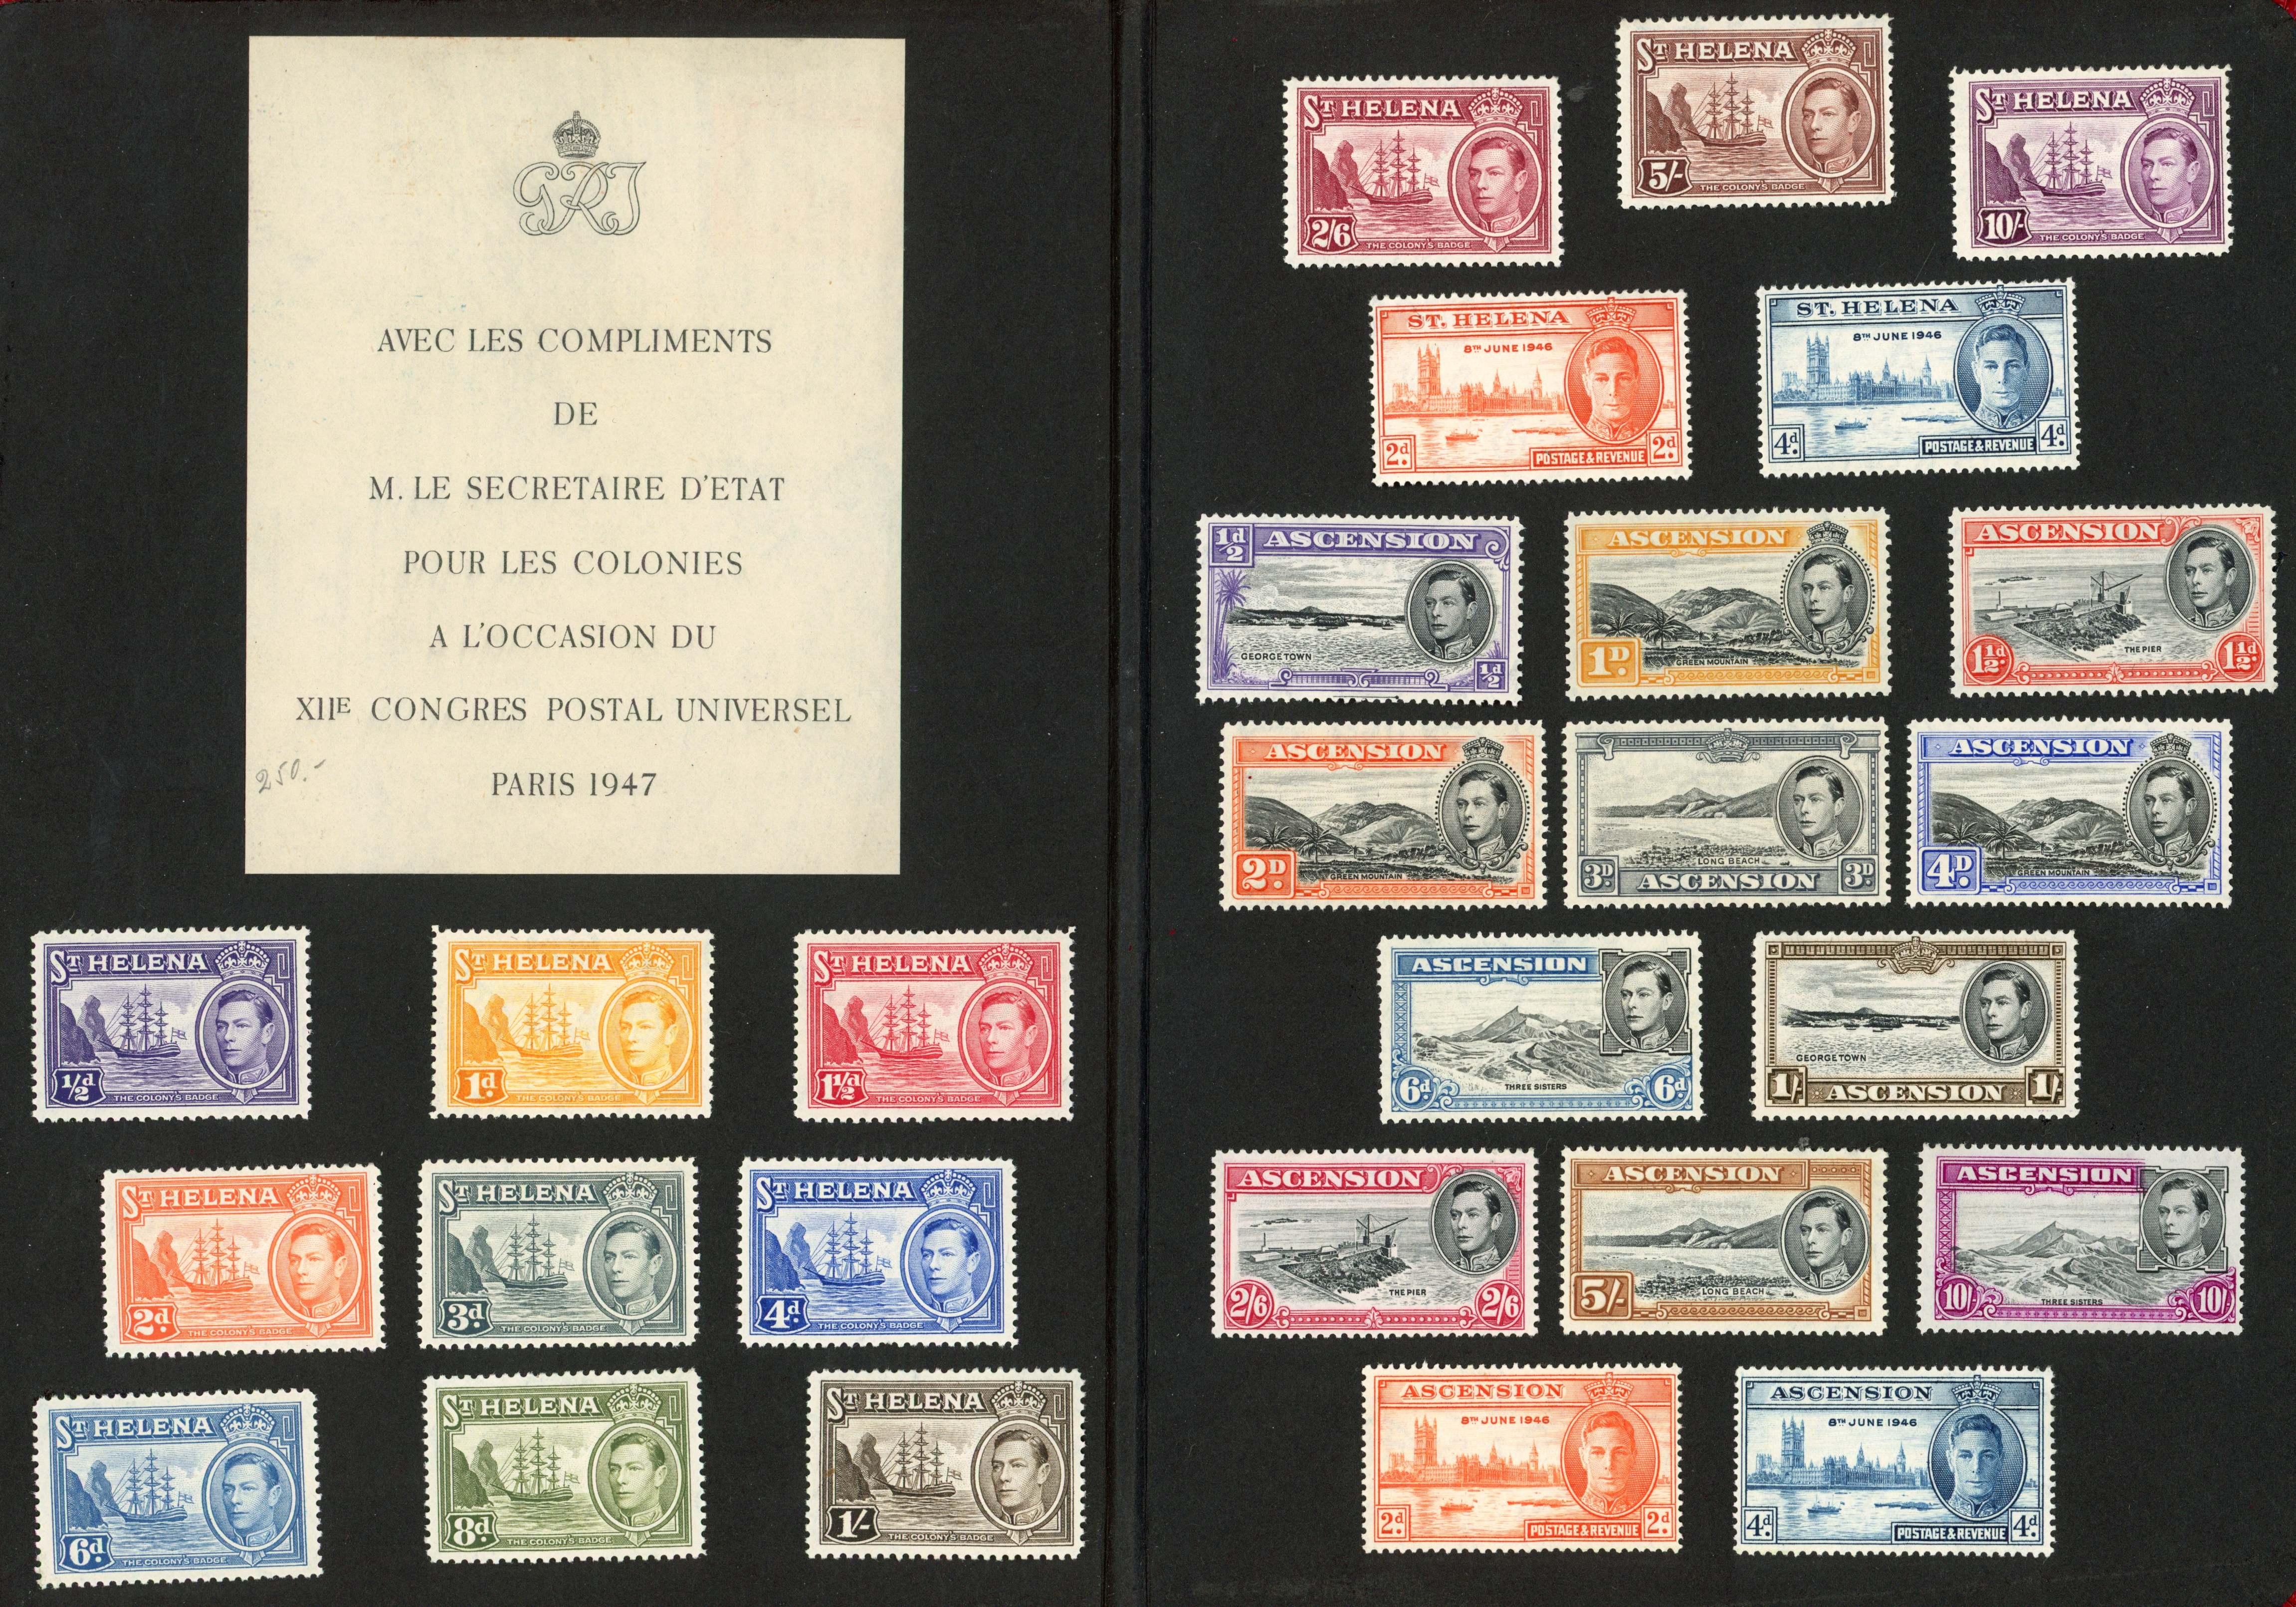 GRI
AVEC LES COMPLIMENTS
DE
M. LE SECRETAIRE D'ETAT
POUR LES COLONIES
A L'OCCASION DU
XIIE CONGRES POSTAL UNIVERSEL
PARIS 1947
250.-
ST HELENA
½d
THE COLONY'S BADGE
ST HELENA
1d.
THE COLONY'S BADGE
ST HELENA
1½d
THE COLONY'S BADGE
ST HELENA
2d.
THE COLONY'S BADGE
ST HELENA
3d.
THE COLONY'S BADGE
ST HELENA
4d.
THE COLONY'S BADGE
ST HELENA
6d.
THE COLONY'S BADGE
ST HELENA
8d.
THE COLONY'S BADGE
ST HELENA
1/-
THE COLONY'S BADGE
ST HELENA
2/6
THE COLONY'S BADGE
ST HELENA
5/-
THE COLONY'S BADGE
ST HELENA
10/-
THE COLONY'S BADGE
ST. HELENA
8TH JUNE 1946
2d. POSTAGE & REVENUE 2d.
ST. HELENA
8TH JUNE 1946
4d. POSTAGE & REVENUE 4d.
½d ASCENSION
GEORGETOWN
½d
ASCENSION
1D.
GREEN MOUNTAIN
ASCENSION
THE PIER
1½d. 1½d.
ASCENSION
2D.
GREEN MOUNTAIN
LONG BEACH
3D. ASCENSION 3D.
ASCENSION
4D.
GREEN MOUNTAIN
ASCENSION
6d. THREE SISTERS 6d.
GEORGETOWN
1/- ASCENSION 1/-
ASCENSION
THE PIER
2/6 2/6
ASCENSION
5/- LONG BEACH
ASCENSION
10/- THREE SISTERS 10/-
ASCENSION
8TH JUNE 1946
2d. POSTAGE & REVENUE 2d.
ASCENSION
8TH JUNE 1946
4d. POSTAGE & REVENUE 4d.